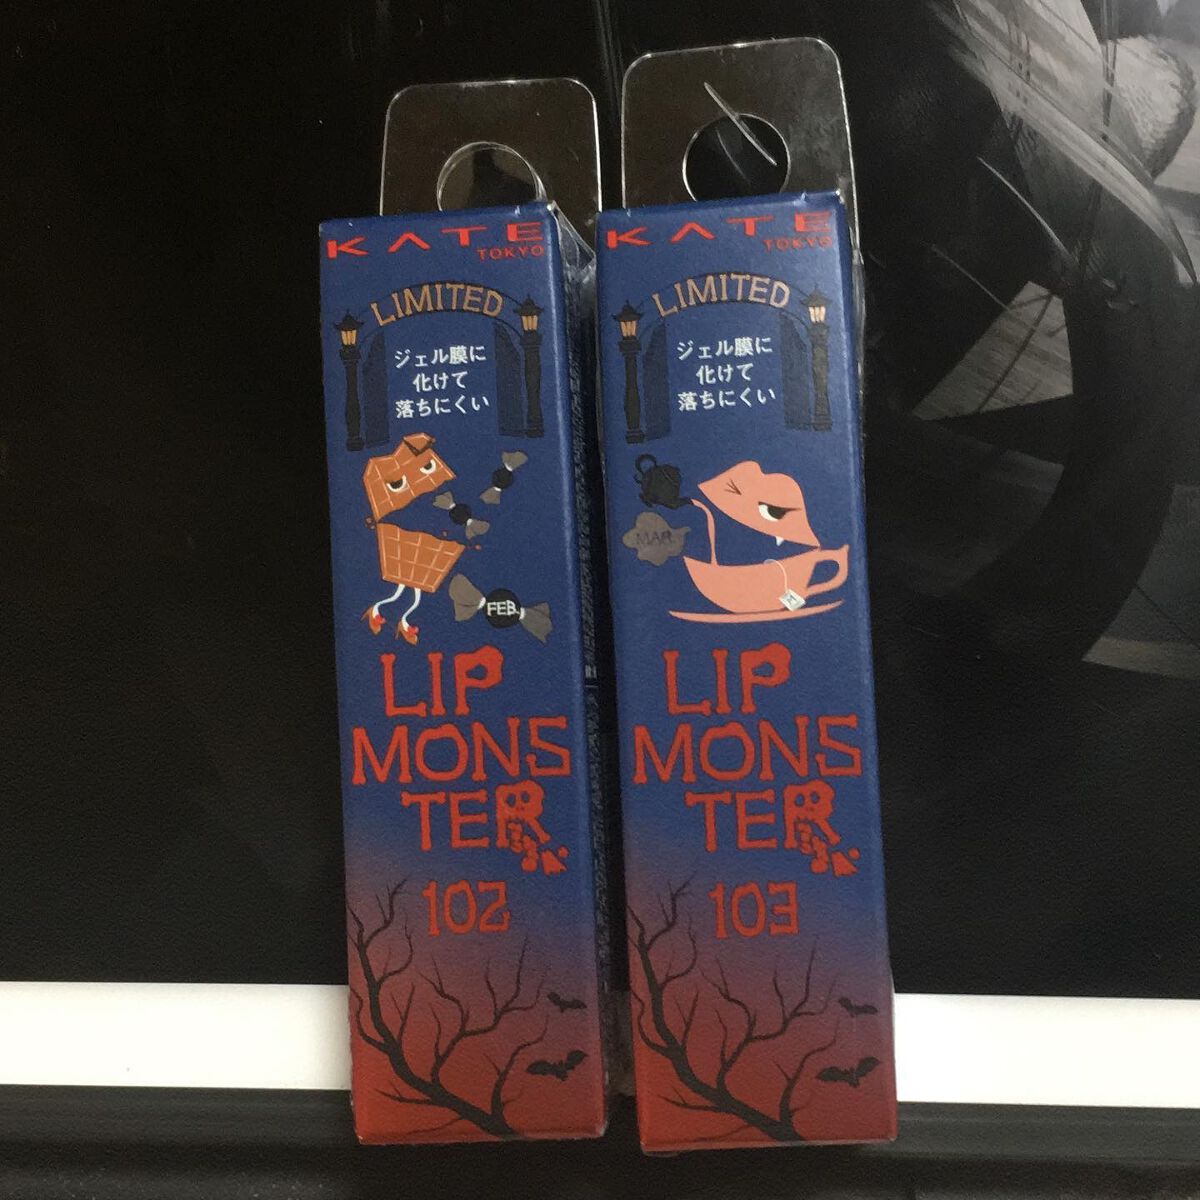 KATE
TOKYO
LIMITED
ジェル膜に
化けて
落ちにくい
FEB.
LIP
MONS
TER
102
KATE
TOKYO
LIMITED
ジェル膜に
化けて
落ちにくい
MAR.
M
LIP
MONS
TER
103